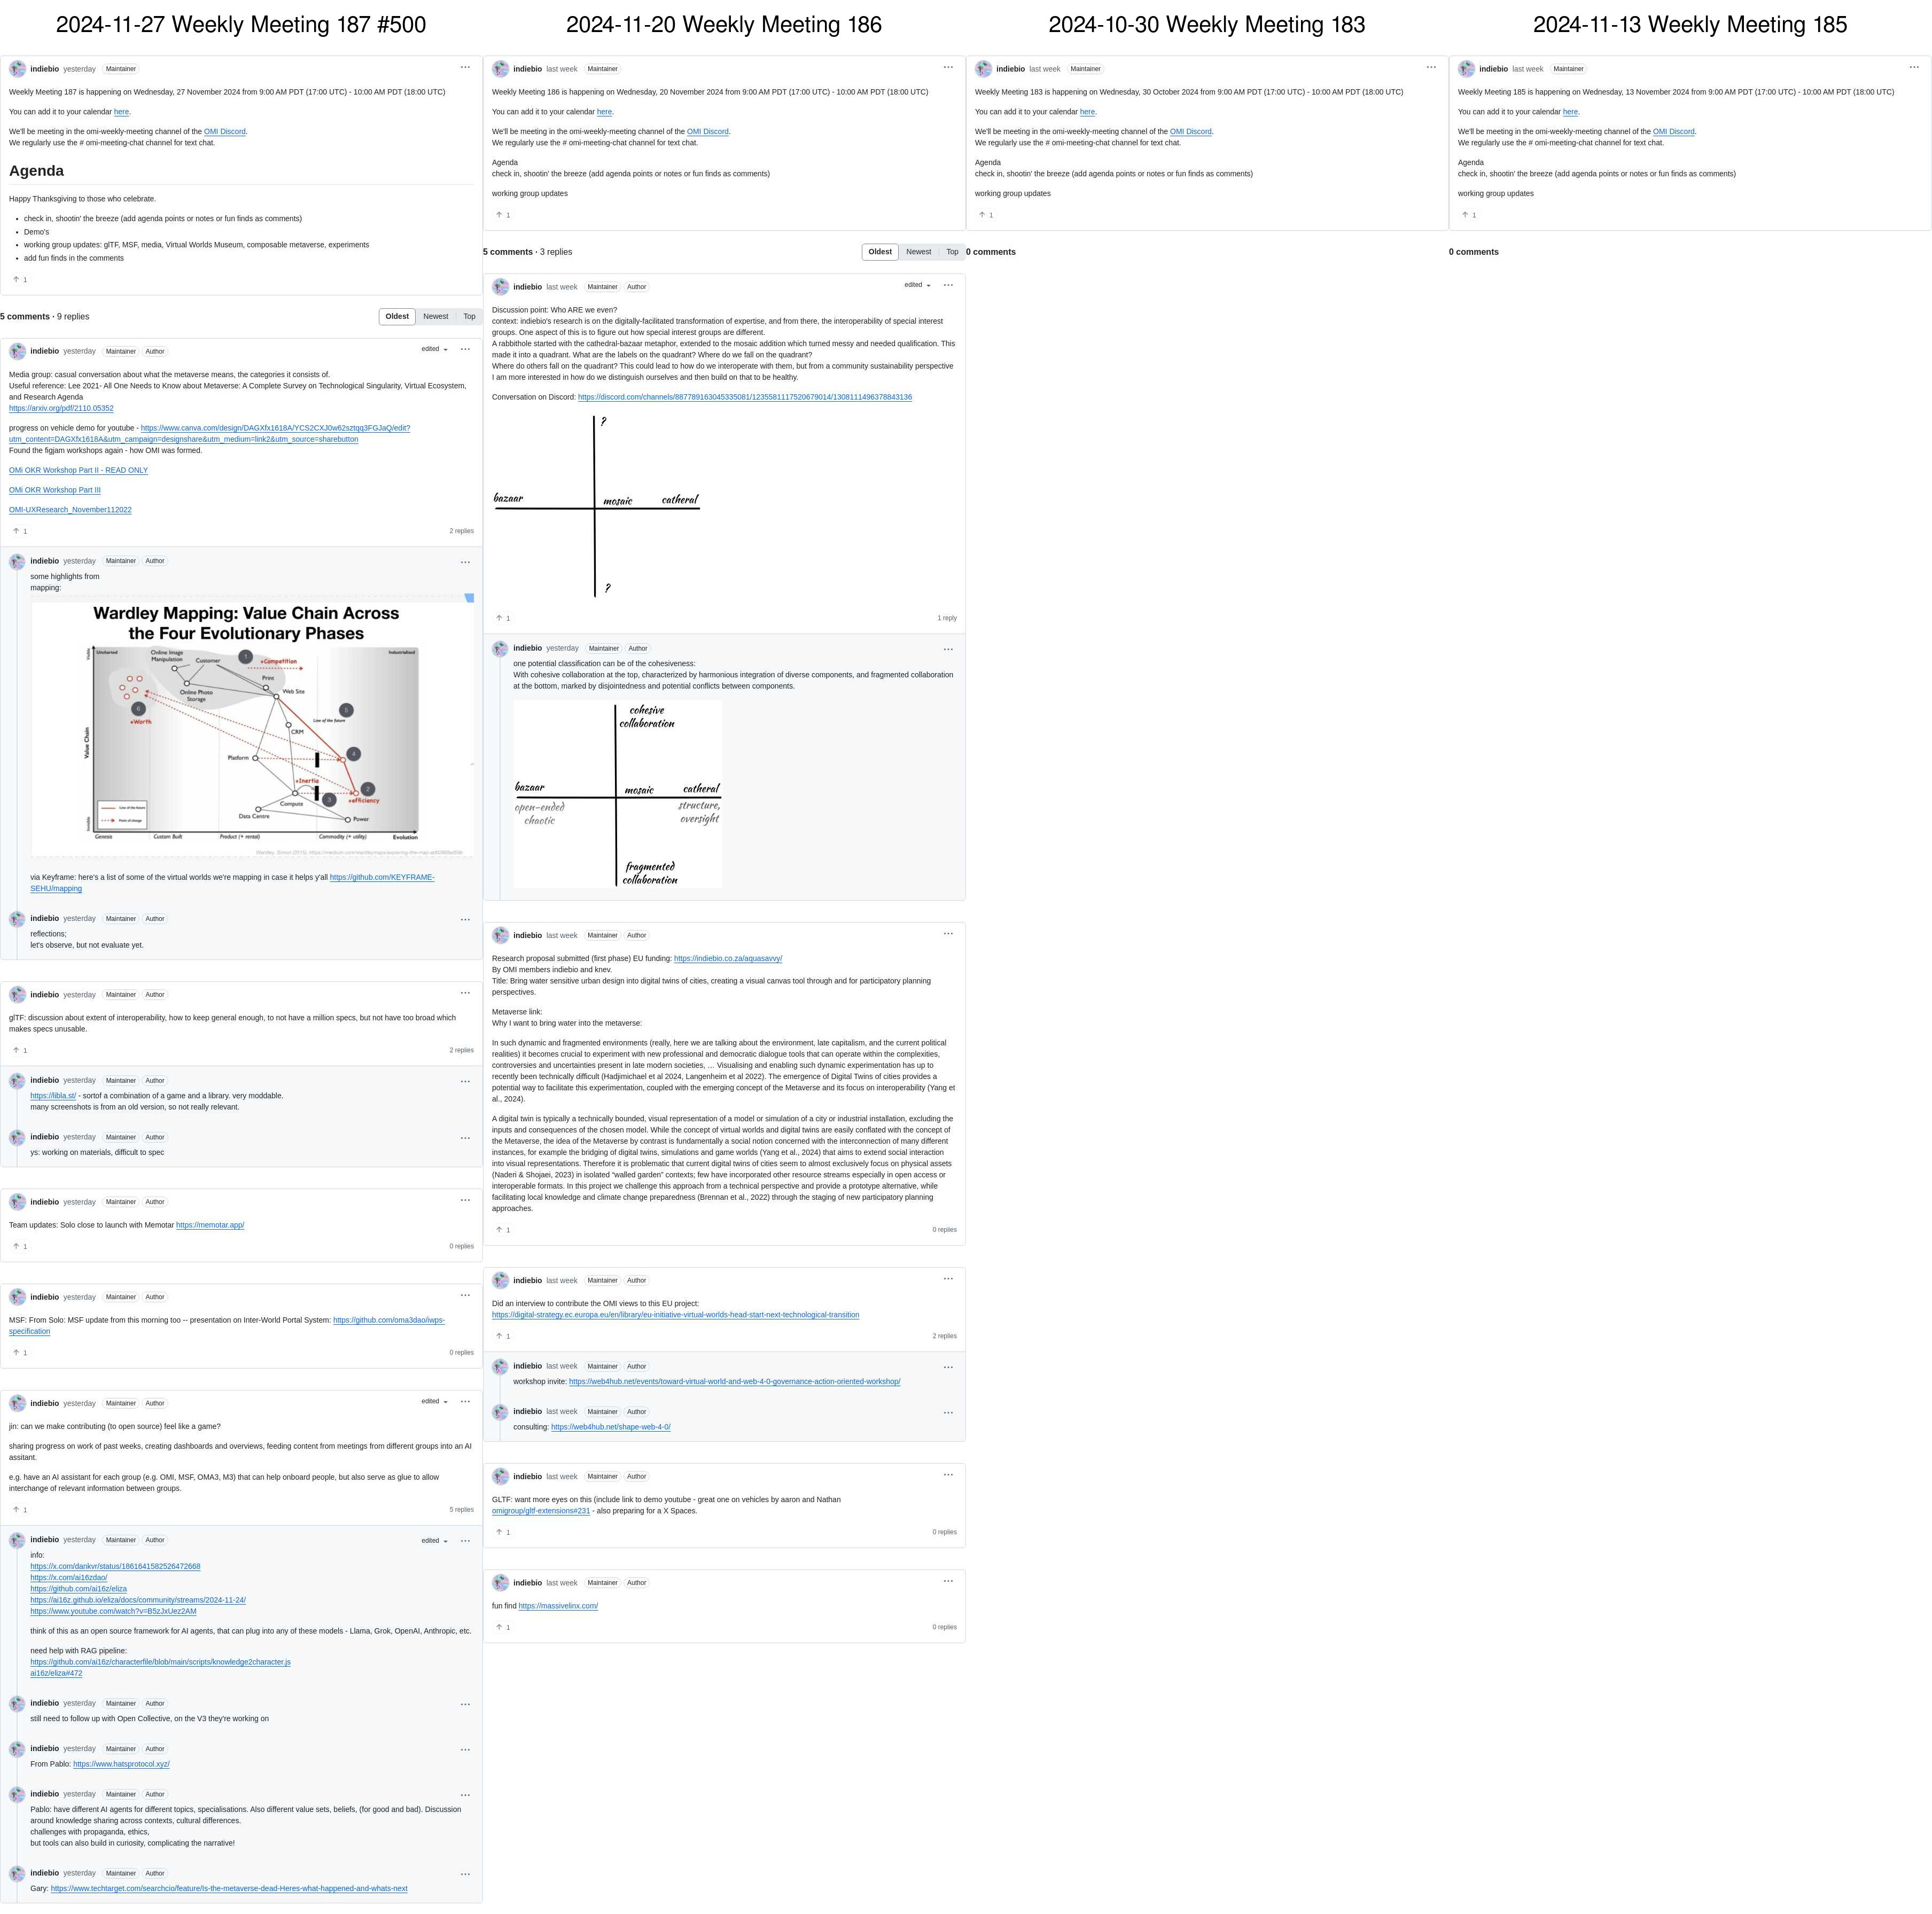 2024-11-27 Weekly Meeting 187 #500
indiebio yesterday Maintainer
Weekly Meeting 187 is happening on Wednesday, 27 November 2024 from 9:00 AM PDT (17:00 UTC) - 10:00 AM PDT (18:00 UTC)
You can add it to your calendar here.
We'll be meeting in the omi-weekly-meeting channel of the OMI Discord.
We regularly use the # omi-meeting-chat channel for text chat.
Agenda
Happy Thanksgiving to those who celebrate.
• check in, shootin' the breeze (add agenda points or notes or fun finds as comments)
• Demo's
• working group updates: glTF, MSF, media, Virtual Worlds Museum, composable metaverse, experiments
• add fun finds in the comments
↑ 1
5 comments · 9 replies
Oldest Newest Top
indiebio yesterday Maintainer Author edited
Media group: casual conversation about what the metaverse means, the categories it consists of.
Useful reference: Lee 2021- All One Needs to Know about Metaverse: A Complete Survey on Technological Singularity, Virtual Ecosystem,
and Research Agenda
https://arxiv.org/pdf/2110.05352
progress on vehicle demo for youtube - https://www.canva.com/design/DAGXfx1618A/YCS2CXJ0w62sztqq3FGJaQ/edit?
utm_content=DAGXfx1618A&utm_campaign=designshare&utm_medium=link2&utm_source=sharebutton
Found the figjam workshops again - how OMI was formed.
OMi OKR Workshop Part II - READ ONLY
OMi OKR Workshop Part III
OMI-UXResearch_November112022
↑ 1 2 replies
indiebio yesterday Maintainer Author
some highlights from
mapping:
Wardley Mapping: Value Chain Across
the Four Evolutionary Phases
Visible
Uncharted
Industrialised
Online Image
Manipulation
Customer
1
+Competition
Print
Web Site
Online Photo
Storage
6
+Worth
5
Line of the future
CRM
Value Chain
Platform
4
+Inertia
2
3
+efficiency
Compute
Data Centre
Power
Line of the future
Point of change
Invisible
Genesis
Custom Built
Product (+ rental)
Commodity (+ utility)
Evolution
via Keyframe: here's a list of some of the virtual worlds we're mapping in case it helps y'all https://github.com/KEYFRAME-
SEHU/mapping
indiebio yesterday Maintainer Author
reflections;
let's observe, but not evaluate yet.
indiebio yesterday Maintainer Author
glTF: discussion about extent of interoperability, how to keep general enough, to not have a million specs, but not have too broad which
makes specs unusable.
↑ 1 2 replies
indiebio yesterday Maintainer Author
https://libla.st/ - sortof a combination of a game and a library. very moddable.
many screenshots is from an old version, so not really relevant.
indiebio yesterday Maintainer Author
ys: working on materials, difficult to spec
indiebio yesterday Maintainer Author
Team updates: Solo close to launch with Memotar https://memotar.app/
↑ 1 0 replies
indiebio yesterday Maintainer Author
MSF: From Solo: MSF update from this morning too -- presentation on Inter-World Portal System: https://github.com/oma3dao/iwps-
specification
↑ 1 0 replies
indiebio yesterday Maintainer Author edited
jin: can we make contributing (to open source) feel like a game?
sharing progress on work of past weeks, creating dashboards and overviews, feeding content from meetings from different groups into an AI
assitant.
e.g. have an AI assistant for each group (e.g. OMI, MSF, OMA3, M3) that can help onboard people, but also serve as glue to allow
interchange of relevant information between groups.
↑ 1 5 replies
indiebio yesterday Maintainer Author edited
info:
https://x.com/dankvr/status/1861641582526472668
https://x.com/ai16zdao/
https://github.com/ai16z/eliza
https://ai16z.github.io/eliza/docs/community/streams/2024-11-24/
https://www.youtube.com/watch?v=B5zJxUez2AM
think of this as an open source framework for AI agents, that can plug into any of these models - Llama, Grok, OpenAI, Anthropic, etc.
need help with RAG pipeline:
https://github.com/ai16z/characterfile/blob/main/scripts/knowledge2character.js
ai16z/eliza#472
indiebio yesterday Maintainer Author
still need to follow up with Open Collective, on the V3 they're working on
indiebio yesterday Maintainer Author
From Pablo: https://www.hatsprotocol.xyz/
indiebio yesterday Maintainer Author
Pablo: have different AI agents for different topics, specialisations. Also different value sets, beliefs, (for good and bad). Discussion
around knowledge sharing across contexts, cultural differences.
challenges with propaganda, ethics,
but tools can also build in curiosity, complicating the narrative!
indiebio yesterday Maintainer Author
Gary: https://www.techtarget.com/searchcio/feature/Is-the-metaverse-dead-Heres-what-happened-and-whats-next
2024-11-20 Weekly Meeting 186
indiebio last week Maintainer
Weekly Meeting 186 is happening on Wednesday, 20 November 2024 from 9:00 AM PDT (17:00 UTC) - 10:00 AM PDT (18:00 UTC)
You can add it to your calendar here.
We'll be meeting in the omi-weekly-meeting channel of the OMI Discord.
We regularly use the # omi-meeting-chat channel for text chat.
Agenda
check in, shootin' the breeze (add agenda points or notes or fun finds as comments)
working group updates
↑ 1
5 comments · 3 replies
Oldest Newest Top
indiebio last week Maintainer Author edited
Discussion point: Who ARE we even?
context: indiebio's research is on the digitally-facilitated transformation of expertise, and from there, the interoperability of special interest
groups. One aspect of this is to figure out how special interest groups are different.
A rabbithole started with the cathedral-bazaar metaphor, extended to the mosaic addition which turned messy and needed qualification. This
made it into a quadrant. What are the labels on the quadrant? Where do we fall on the quadrant?
Where do others fall on the quadrant? This could lead to how do we interoperate with them, but from a community sustainability perspective
I am more interested in how do we distinguish ourselves and then build on that to be healthy.
Conversation on Discord: https://discord.com/channels/887789163045335081/1235581117520679014/1308111496378843136
?
bazaar mosaic catheral
?
↑ 1 1 reply
indiebio yesterday Maintainer Author
one potential classification can be of the cohesiveness:
With cohesive collaboration at the top, characterized by harmonious integration of diverse components, and fragmented collaboration
at the bottom, marked by disjointedness and potential conflicts between components.
cohesive
collaboration
bazaar mosaic catheral
open-ended
chaotic
structure,
oversight
fragmented
collaboration
indiebio last week Maintainer Author
Research proposal submitted (first phase) EU funding: https://indiebio.co.za/aquasavvy/
By OMI members indiebio and knev.
Title: Bring water sensitive urban design into digital twins of cities, creating a visual canvas tool through and for participatory planning
perspectives.
Metaverse link:
Why I want to bring water into the metaverse:
In such dynamic and fragmented environments (really, here we are talking about the environment, late capitalism, and the current political
realities) it becomes crucial to experiment with new professional and democratic dialogue tools that can operate within the complexities,
controversies and uncertainties present in late modern societies, … Visualising and enabling such dynamic experimentation has up to
recently been technically difficult (Hadjimichael et al 2024, Langenheim et al 2022). The emergence of Digital Twins of cities provides a
potential way to facilitate this experimentation, coupled with the emerging concept of the Metaverse and its focus on interoperability (Yang et
al., 2024).
A digital twin is typically a technically bounded, visual representation of a model or simulation of a city or industrial installation, excluding the
inputs and consequences of the chosen model. While the concept of virtual worlds and digital twins are easily conflated with the concept of
the Metaverse, the idea of the Metaverse by contrast is fundamentally a social notion concerned with the interconnection of many different
instances, for example the bridging of digital twins, simulations and game worlds (Yang et al., 2024) that aims to extend social interaction
into visual representations. Therefore it is problematic that current digital twins of cities seem to almost exclusively focus on physical assets
(Naderi & Shojaei, 2023) in isolated “walled garden” contexts; few have incorporated other resource streams especially in open access or
interoperable formats. In this project we challenge this approach from a technical perspective and provide a prototype alternative, while
facilitating local knowledge and climate change preparedness (Brennan et al., 2022) through the staging of new participatory planning
approaches.
↑ 1 0 replies
indiebio last week Maintainer Author
Did an interview to contribute the OMI views to this EU project:
https://digital-strategy.ec.europa.eu/en/library/eu-initiative-virtual-worlds-head-start-next-technological-transition
↑ 1 2 replies
indiebio last week Maintainer Author
workshop invite: https://web4hub.net/events/toward-virtual-world-and-web-4-0-governance-action-oriented-workshop/
indiebio last week Maintainer Author
consulting: https://web4hub.net/shape-web-4-0/
indiebio last week Maintainer Author
GLTF: want more eyes on this (include link to demo youtube - great one on vehicles by aaron and Nathan
omigroup/gltf-extensions#231 - also preparing for a X Spaces.
↑ 1 0 replies
indiebio last week Maintainer Author
fun find https://massivelinx.com/
↑ 1 0 replies
2024-10-30 Weekly Meeting 183
indiebio last week Maintainer
Weekly Meeting 183 is happening on Wednesday, 30 October 2024 from 9:00 AM PDT (17:00 UTC) - 10:00 AM PDT (18:00 UTC)
You can add it to your calendar here.
We'll be meeting in the omi-weekly-meeting channel of the OMI Discord.
We regularly use the # omi-meeting-chat channel for text chat.
Agenda
check in, shootin' the breeze (add agenda points or notes or fun finds as comments)
working group updates
↑ 1
0 comments
2024-11-13 Weekly Meeting 185
indiebio last week Maintainer
Weekly Meeting 185 is happening on Wednesday, 13 November 2024 from 9:00 AM PDT (17:00 UTC) - 10:00 AM PDT (18:00 UTC)
You can add it to your calendar here.
We'll be meeting in the omi-weekly-meeting channel of the OMI Discord.
We regularly use the # omi-meeting-chat channel for text chat.
Agenda
check in, shootin' the breeze (add agenda points or notes or fun finds as comments)
working group updates
↑ 1
0 comments